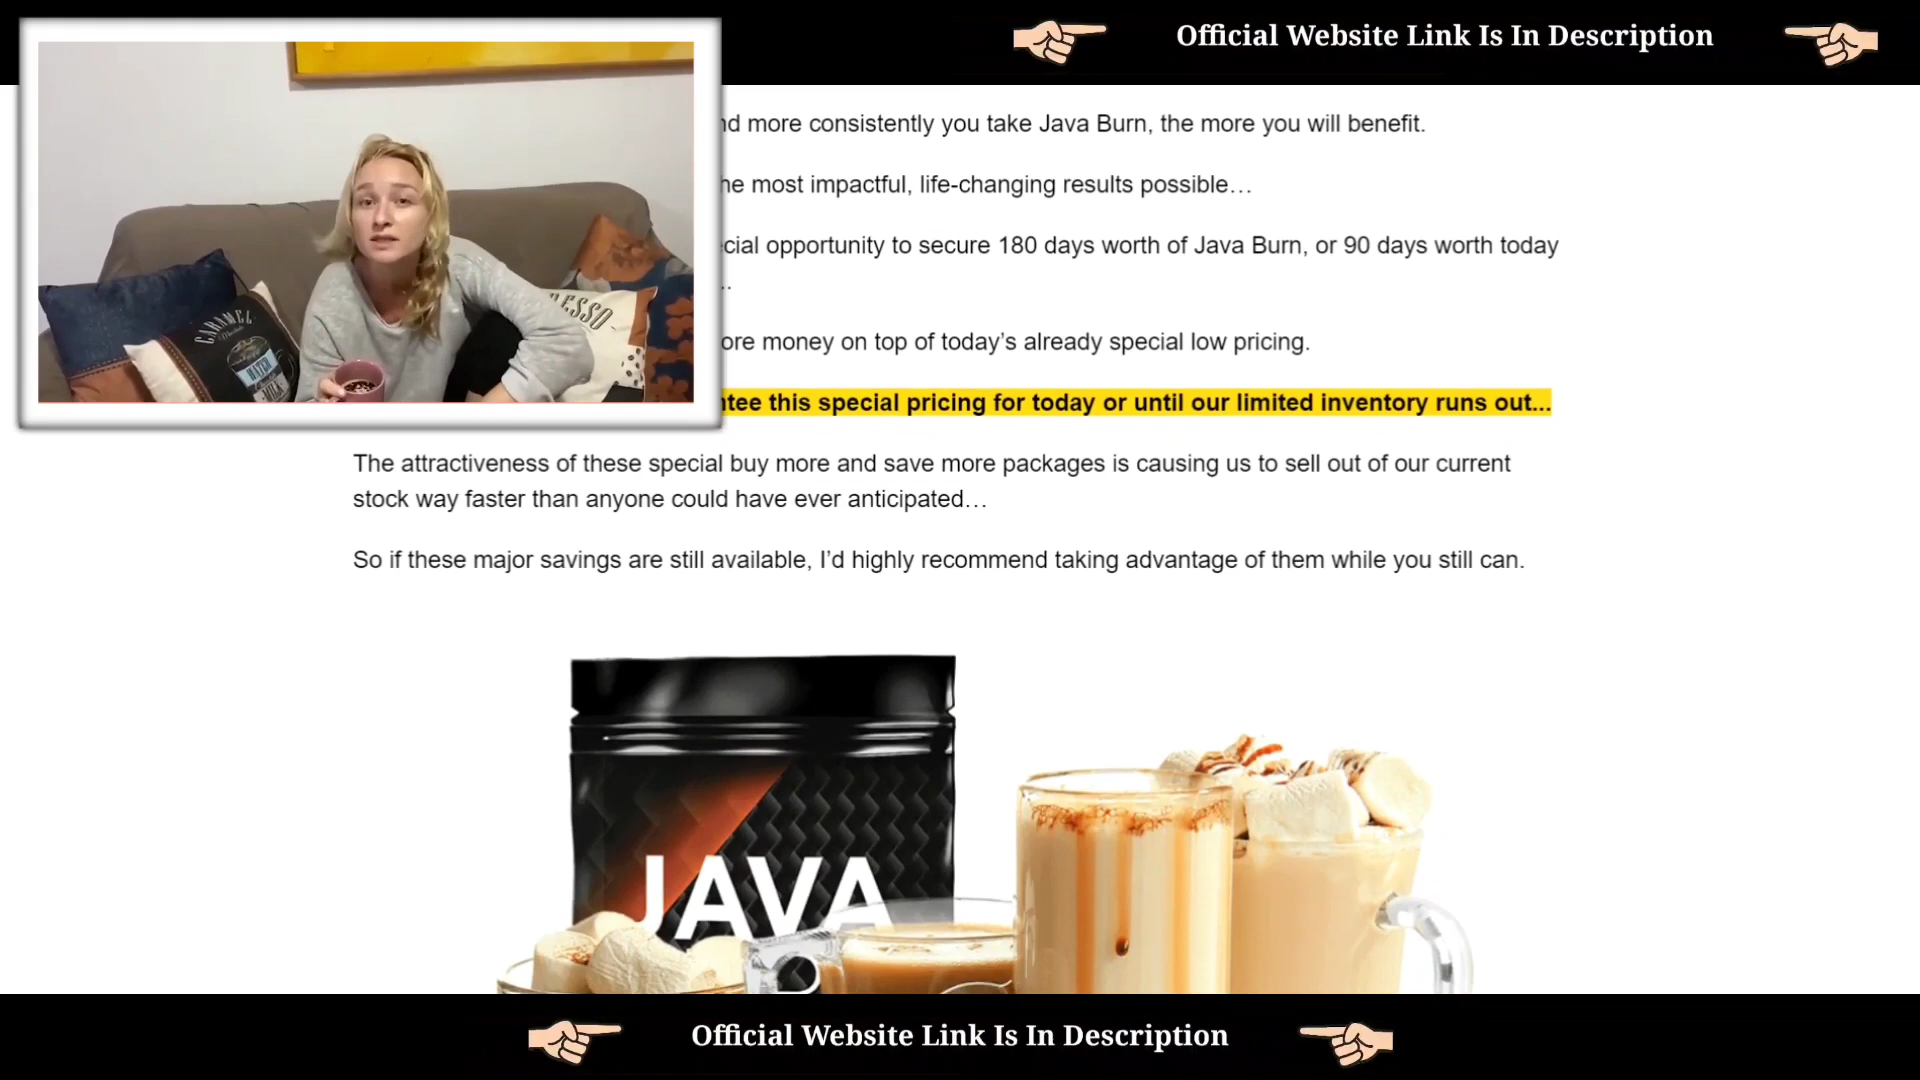 Official Website Link Is In Description
nd more consistently you take Java Burn, the more you will benefit.
he most impactful, life-changing results possible…
cial opportunity to secure 180 days worth of Java Burn, or 90 days worth today
..
ore money on top of today’s already special low pricing.
ntee this special pricing for today or until our limited inventory runs out...
The attractiveness of these special buy more and save more packages is causing us to sell out of our current
stock way faster than anyone could have ever anticipated…
So if these major savings are still available, I’d highly recommend taking advantage of them while you still can.
CARAMEL
WATER
MILK
ESSO
JAVA
Official Website Link Is In Description